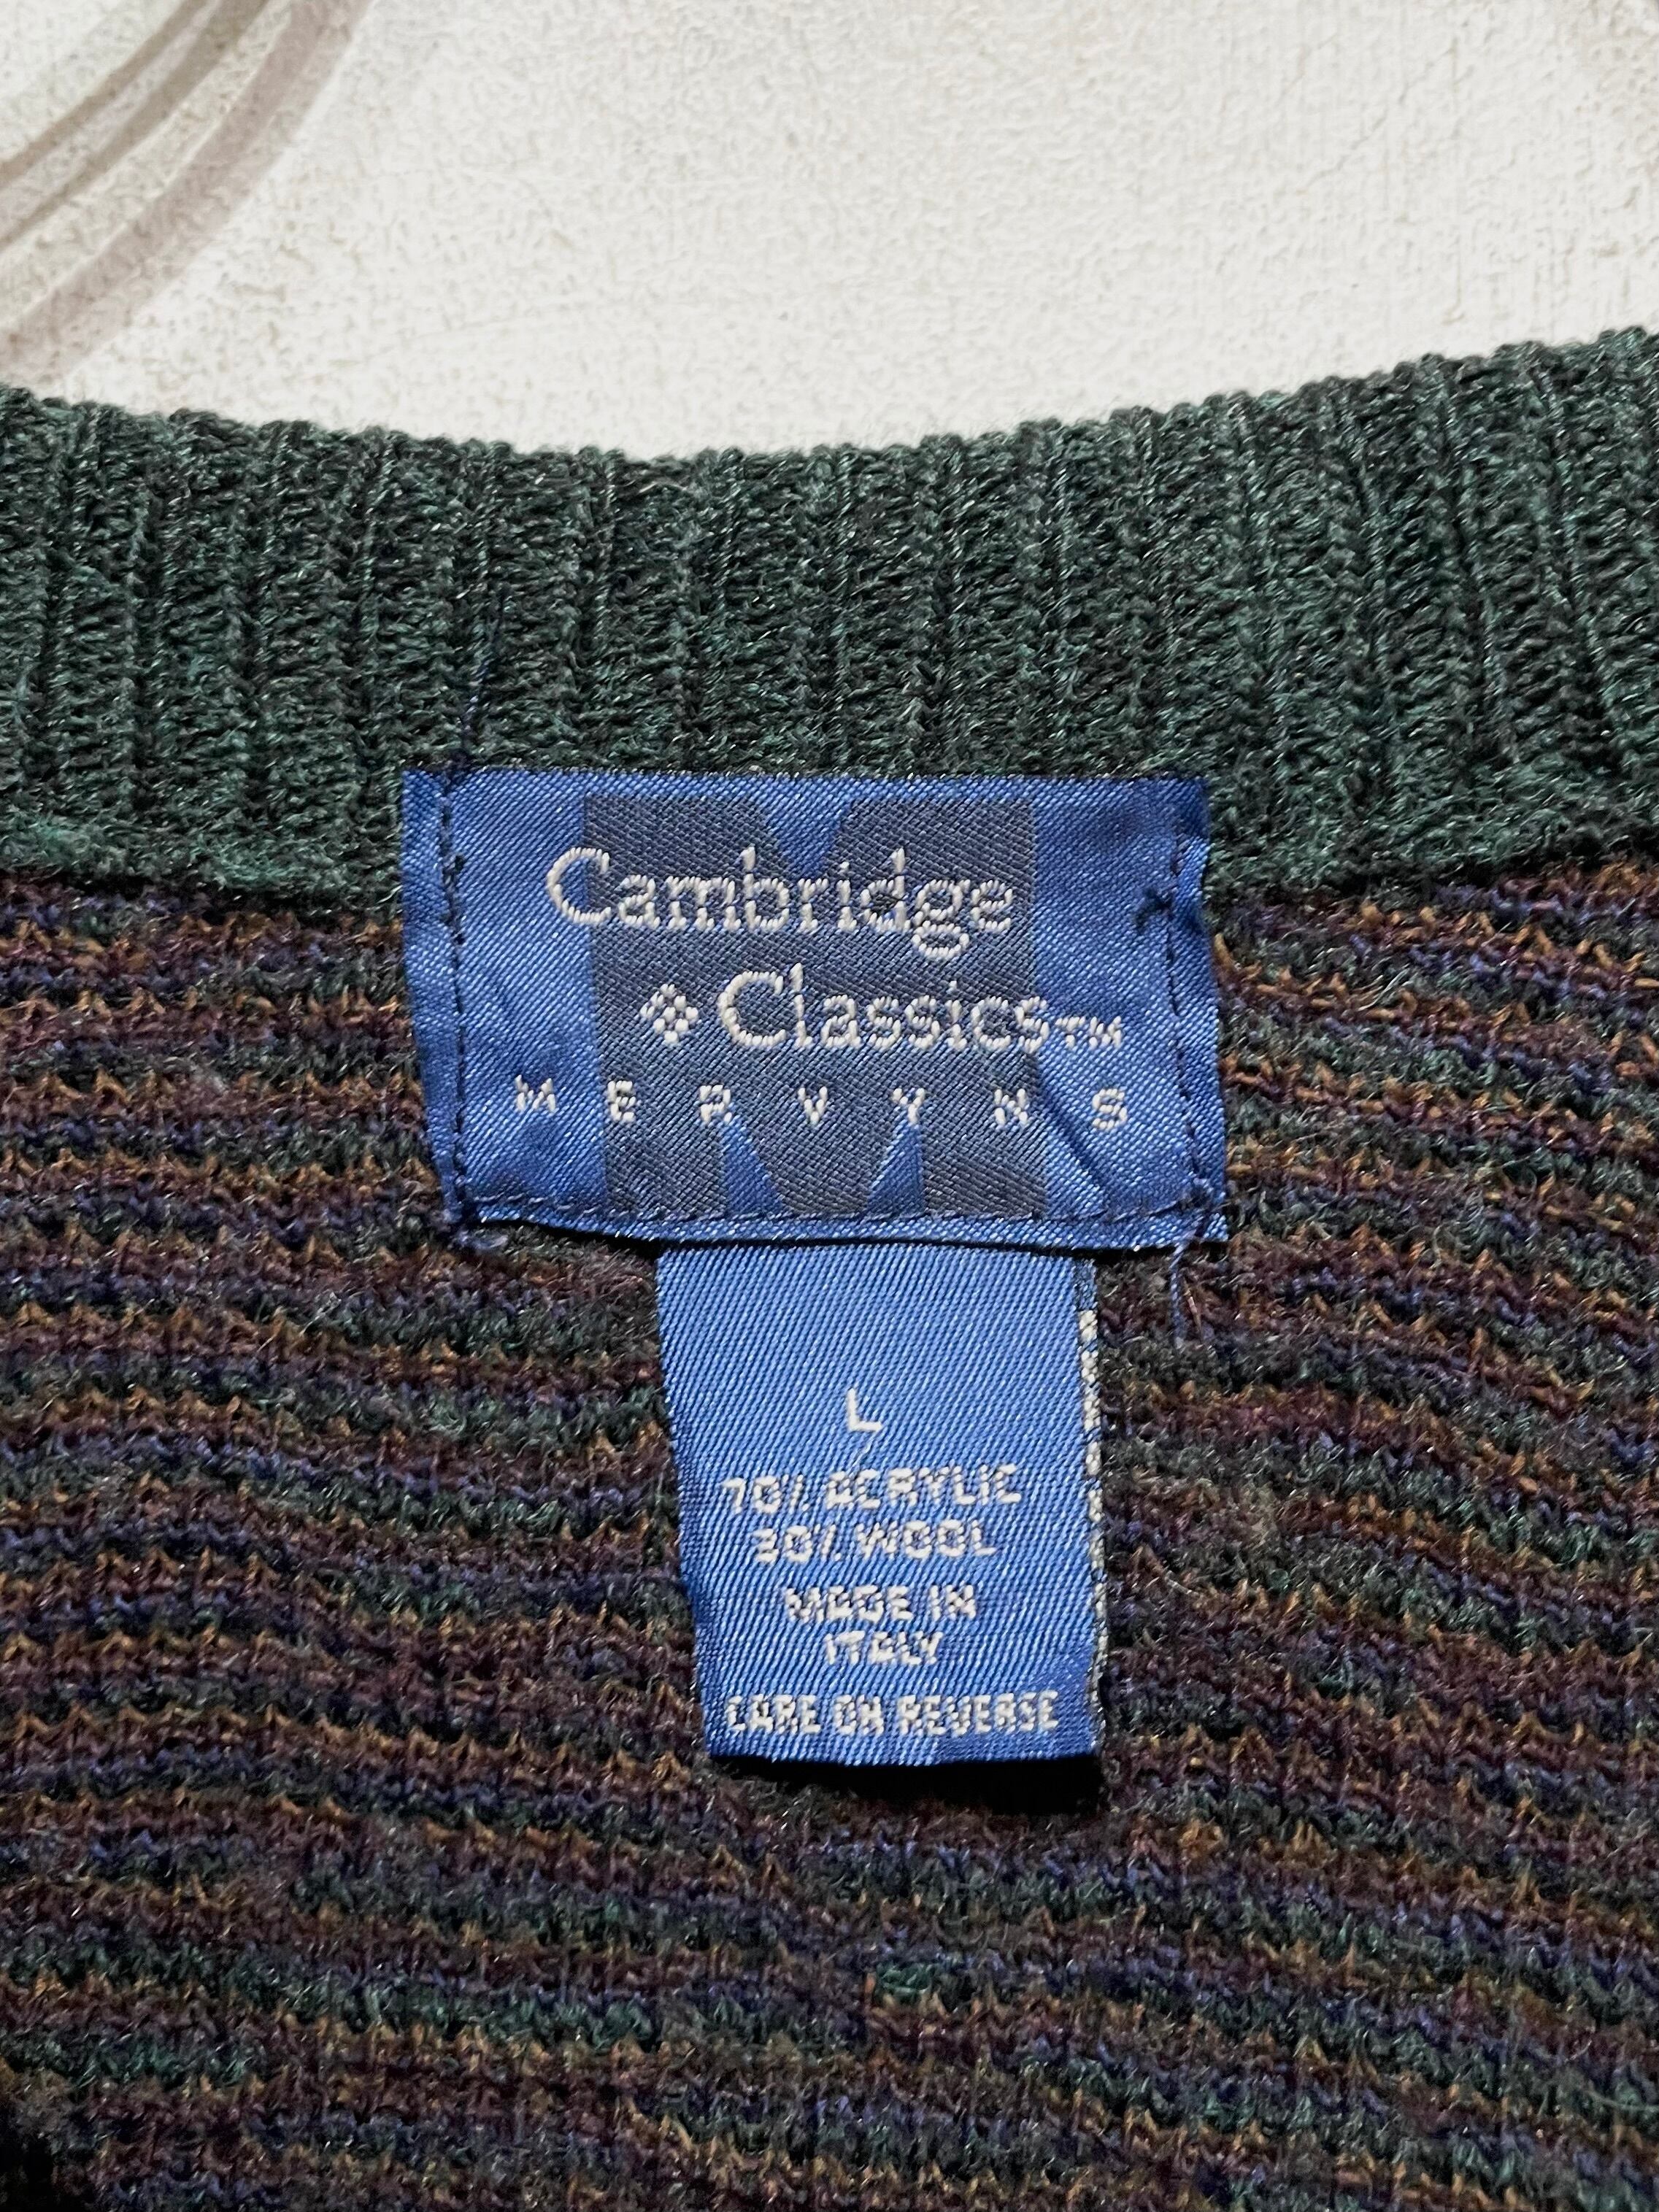 Cambridge
Classics™
MERVYNS
L
70% ACRYLIC
30% WOOL
MADE IN
ITALY
CARE ON REVERSE